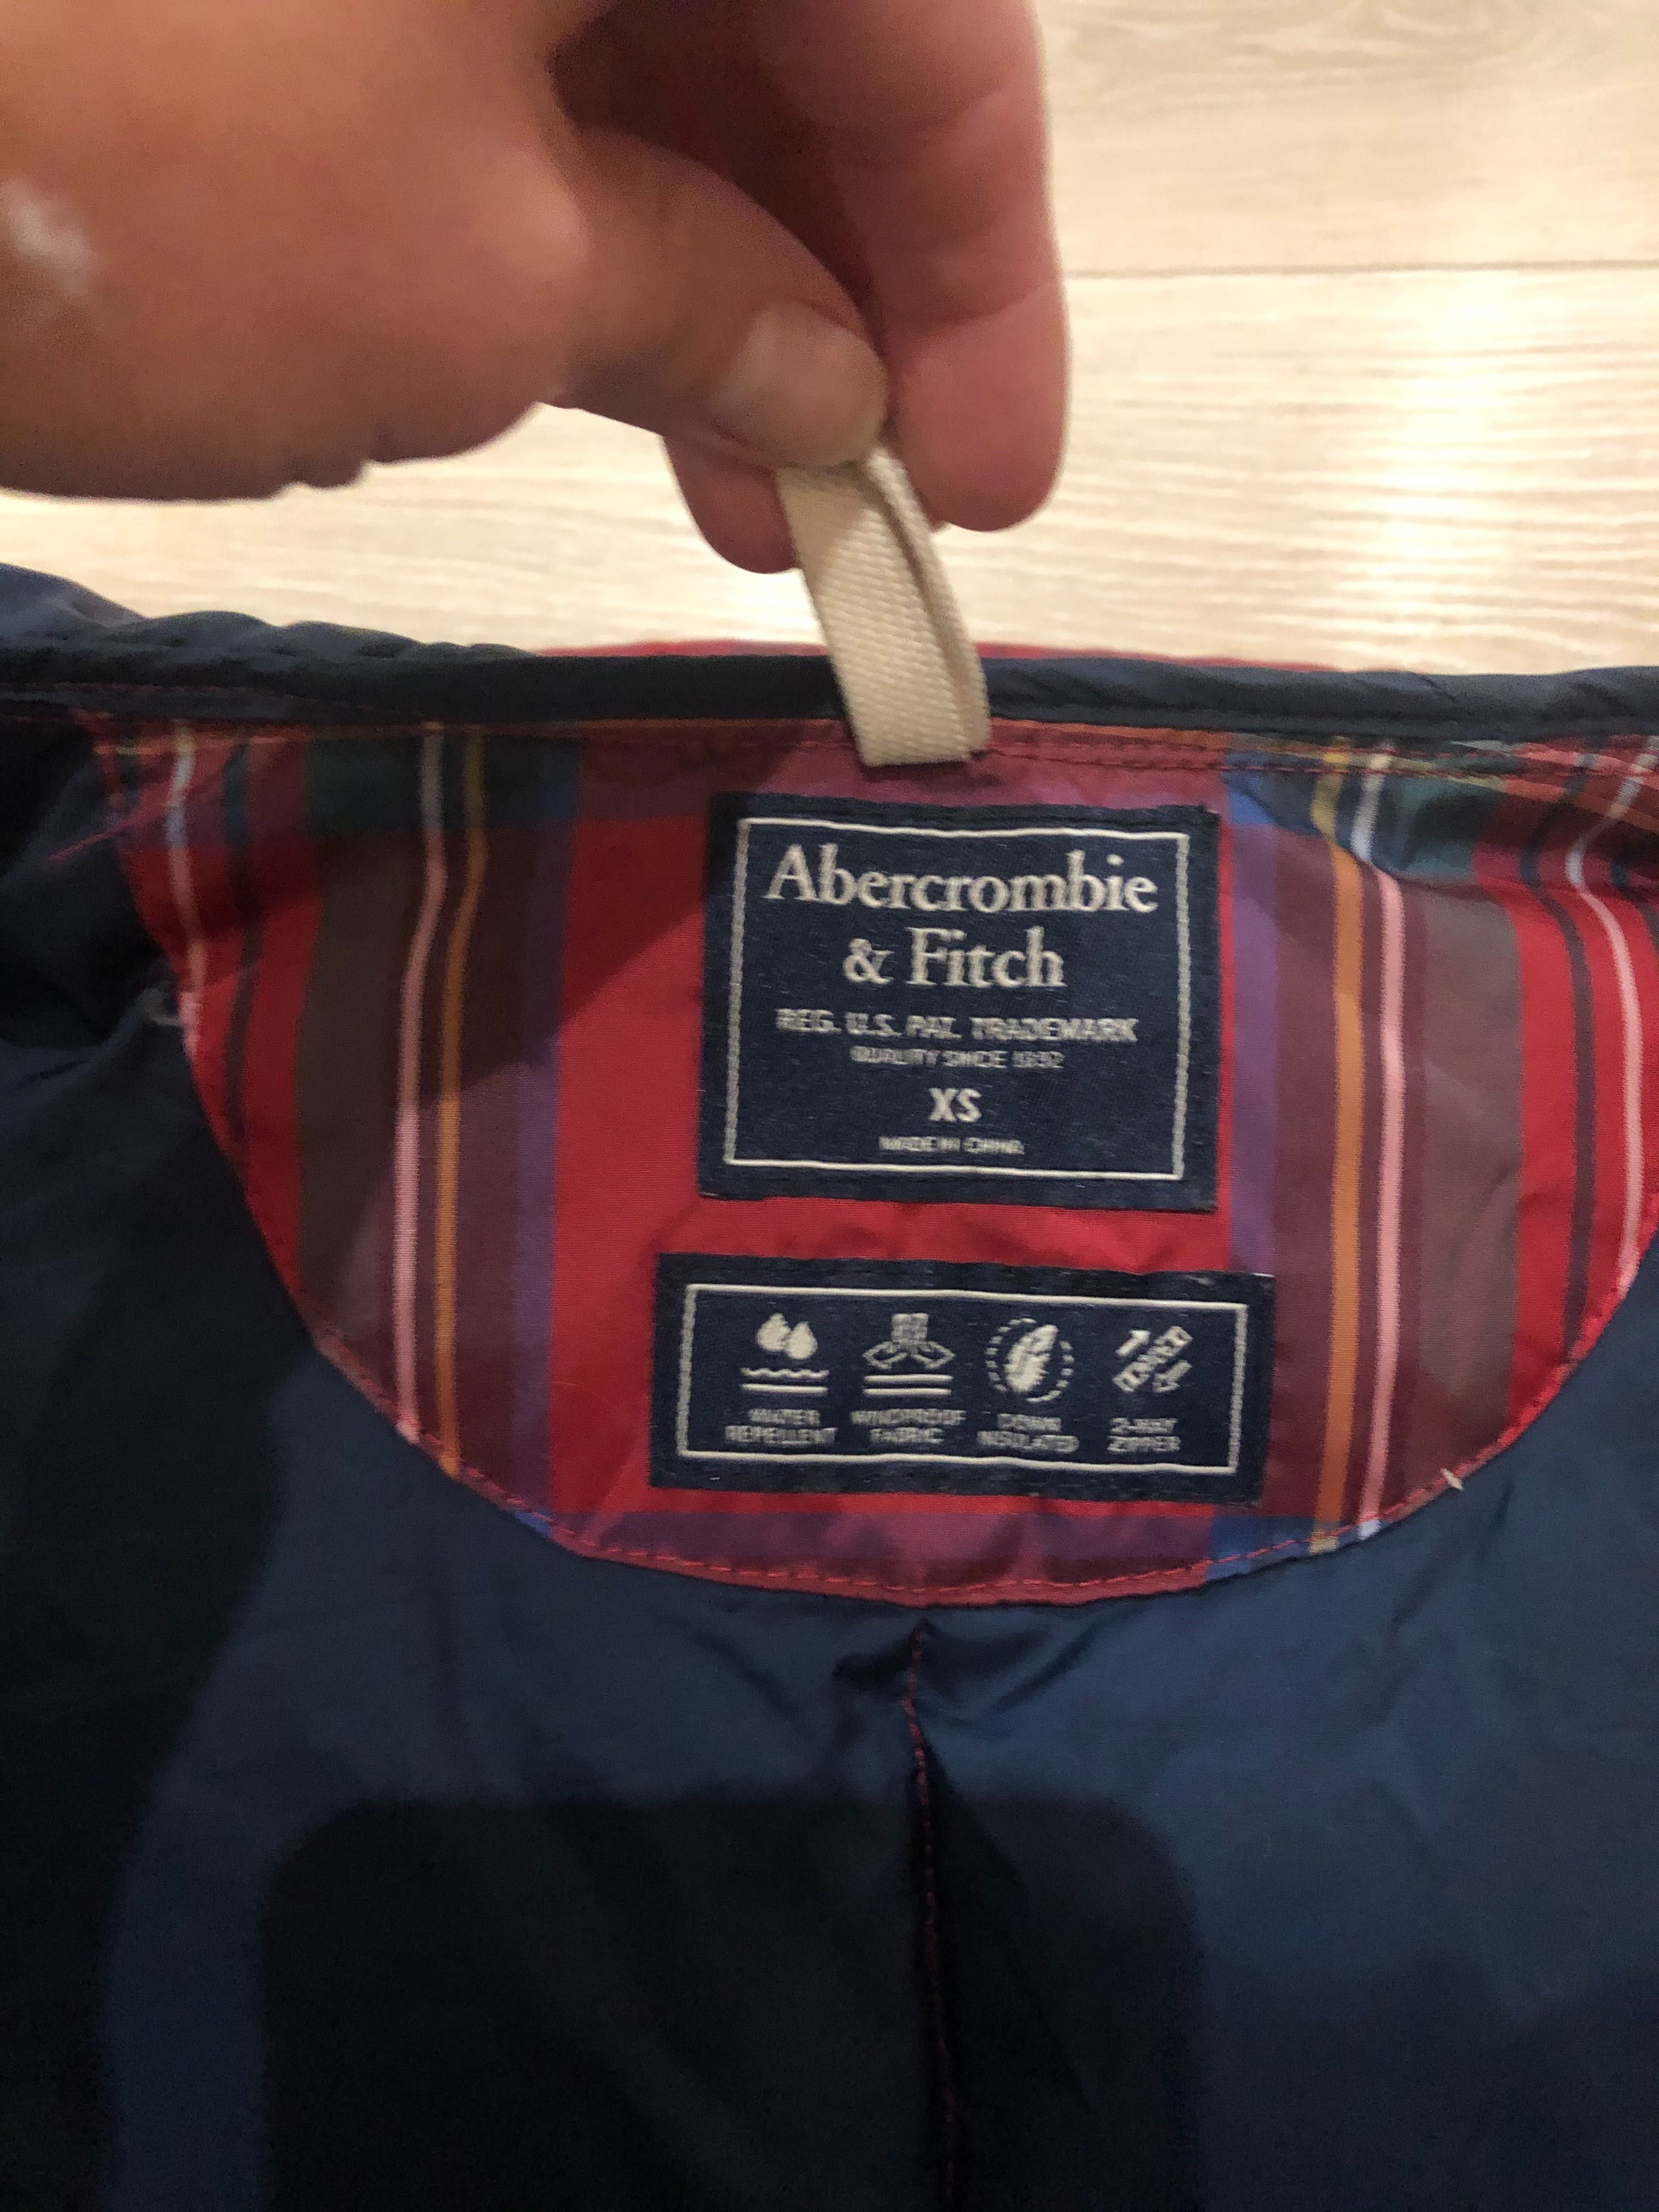 Abercrombie
& Fitch
REG. U.S. PAT. TRADEMARK
QUALITY SINCE 1892
XS
MADE IN CHINA
WATER
REPELLENT
WINDPROOF
FABRIC
DOWN
INSULATED
2-WAY
ZIPPER